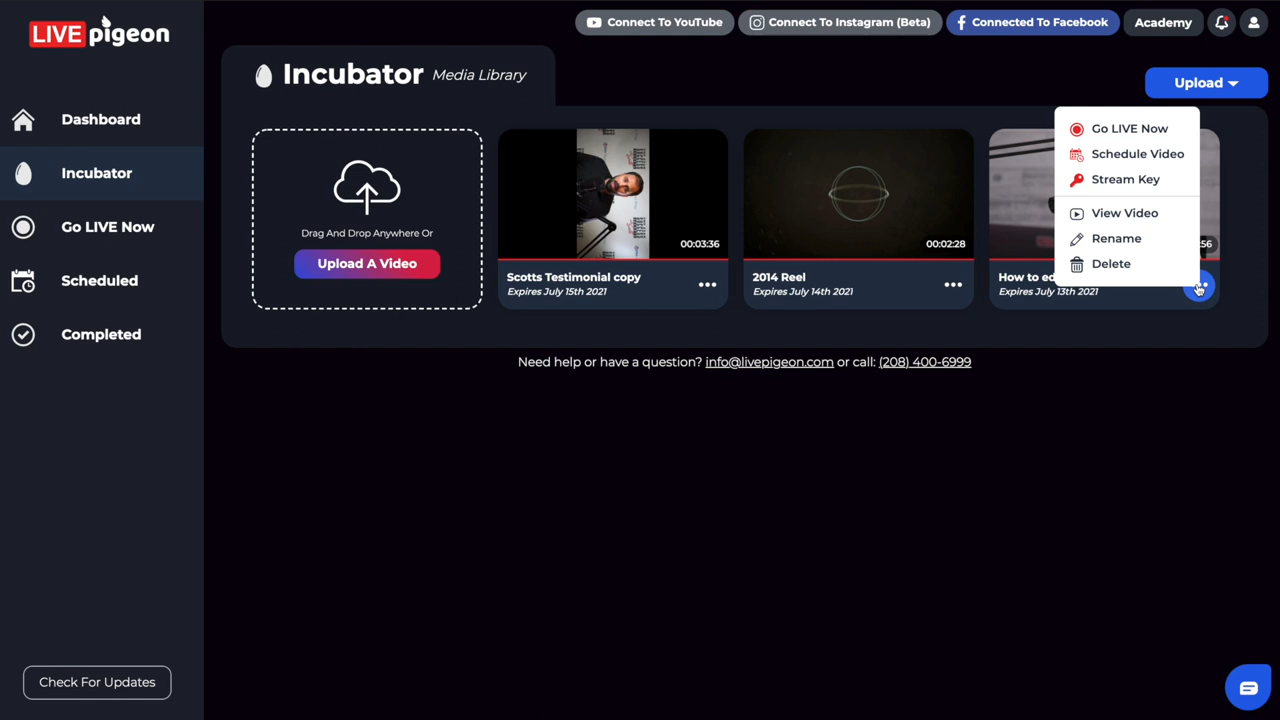 LIVE pigeon
Connect To YouTube
Connect To Instagram (Beta)
Connected To Facebook
Academy
Dashboard
Incubator
Go LIVE Now
Scheduled
Completed
Check For Updates
Incubator Media Library
Upload
Drag And Drop Anywhere Or
Upload A Video
00:03:36
Scotts Testimonial copy
Expires July 15th 2021
00:02:28
2014 Reel
Expires July 14th 2021
56
How to ed
Expires July 13th 2021
Go LIVE Now
Schedule Video
Stream Key
View Video
Rename
Delete
Need help or have a question? info@livepigeon.com or call: (208) 400-6999